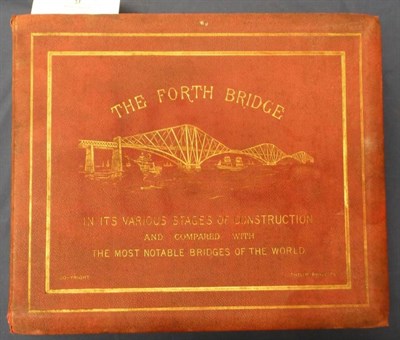 THE FORTH BRIDGE
IN ITS VARIOUS STAGES OF CONSTRUCTION
AND COMPARED WITH
THE MOST NOTABLE BRIDGES OF THE WORLD